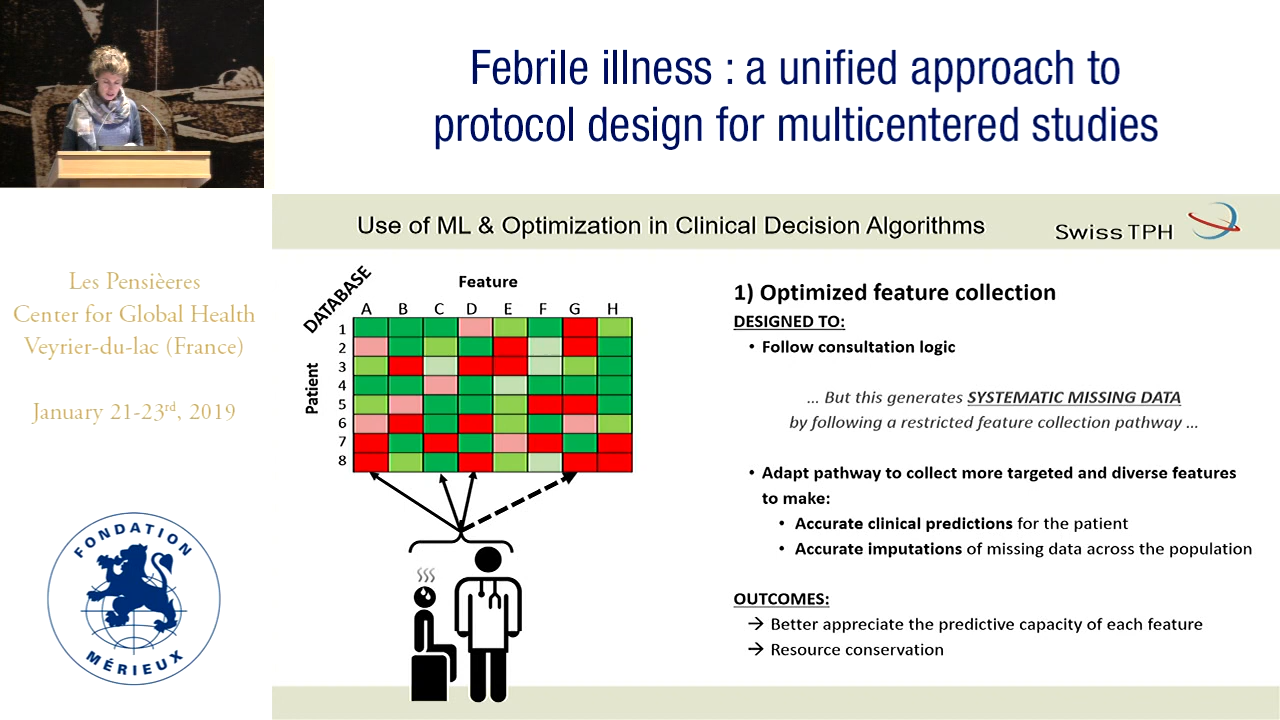 Febrile illness : a unified approach to
protocol design for multicentered studies
Les Pensièeres
Center for Global Health
Veyrier-du-lac (France)
January 21-23rd, 2019
FONDATION
MÉRIEUX
Use of ML & Optimization in Clinical Decision Algorithms
Swiss TPH
DATABASE
Feature
A B C D E F G H
Patient
1
2
3
4
5
6
7
8
1) Optimized feature collection
DESIGNED TO:
• Follow consultation logic
... But this generates SYSTEMATIC MISSING DATA
by following a restricted feature collection pathway ...
• Adapt pathway to collect more targeted and diverse features
to make:
• Accurate clinical predictions for the patient
• Accurate imputations of missing data across the population
OUTCOMES:
→ Better appreciate the predictive capacity of each feature
→ Resource conservation